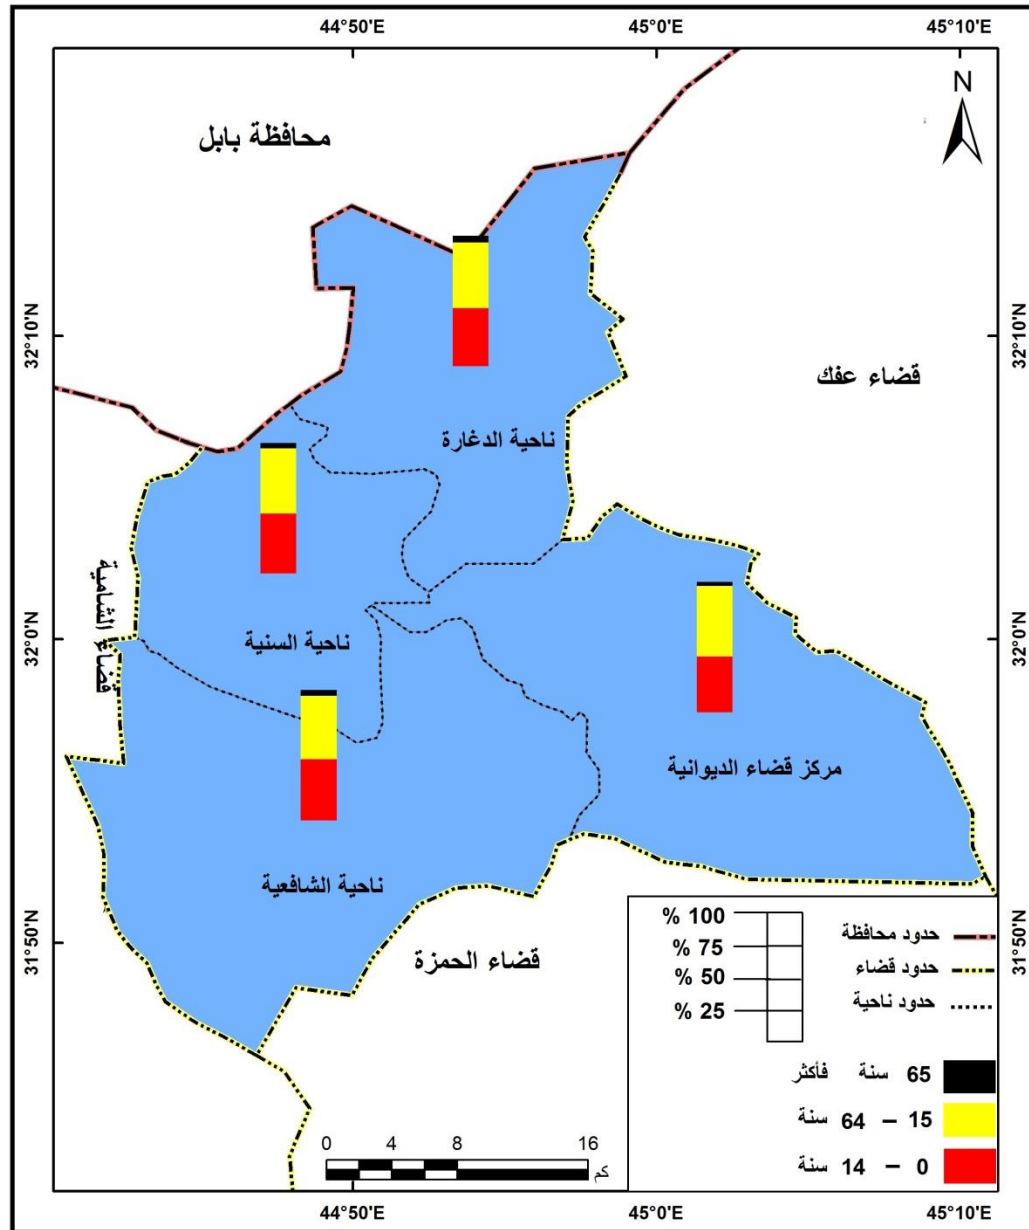 44°50'E
45°0'E
45°10'E
N
محافظة بابل
32°10'N
32°10'N
قضاء عفك
ناحية الدغارة
قضاء الشامية
32°0'N
32°0'N
ناحية السنية
مركز قضاء الديوانية
ناحية الشافعية
31°50'N
31°50'N
قضاء الحمزة
% 100
% 75
% 50
% 25
حدود محافظة
حدود قضاء
حدود ناحية
65 سنة فأكثر
15 – 64 سنة
0 – 14 سنة
0 4 8 16
كم
44°50'E
45°0'E
45°10'E